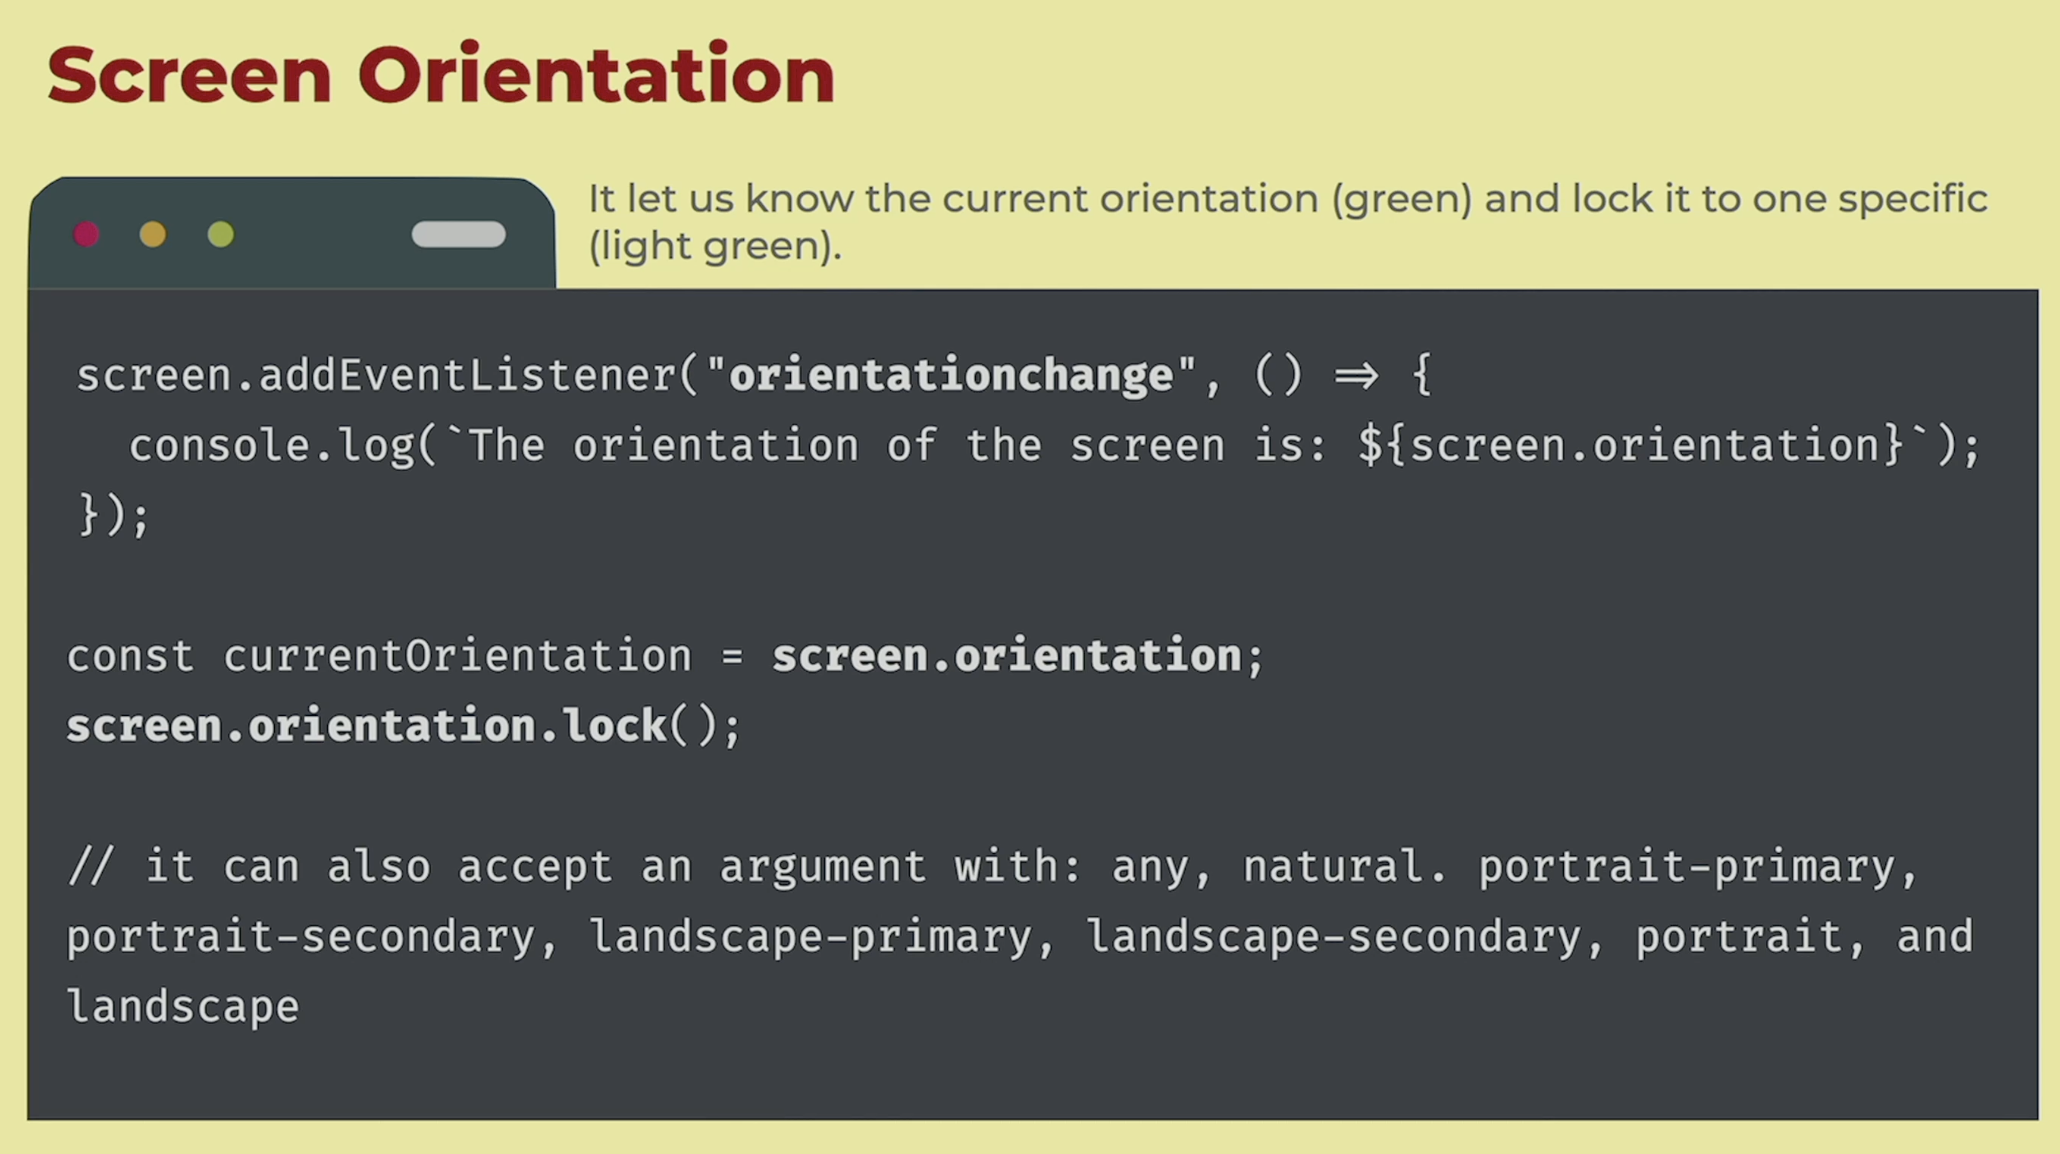 Screen Orientation
It let us know the current orientation (green) and lock it to one specific
(light green).
screen.addEventListener("orientationchange", () => {
  console.log(`The orientation of the screen is: ${screen.orientation}`);
});
const currentOrientation = screen.orientation;
screen.orientation.lock();
// it can also accept an argument with: any, natural. portrait-primary,
portrait-secondary, landscape-primary, landscape-secondary, portrait, and
landscape